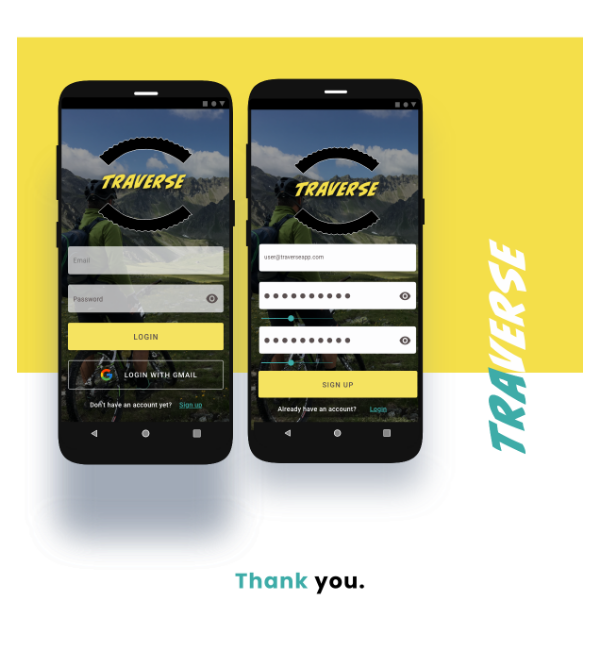 TRAVERSE
Email
Password
LOGIN
LOGIN WITH GMAIL
Don't have an account yet? Sign up
TRAVERSE
user@traverseapp.com
SIGN UP
Already have an account? Login
TRAVERSE
Thank you.